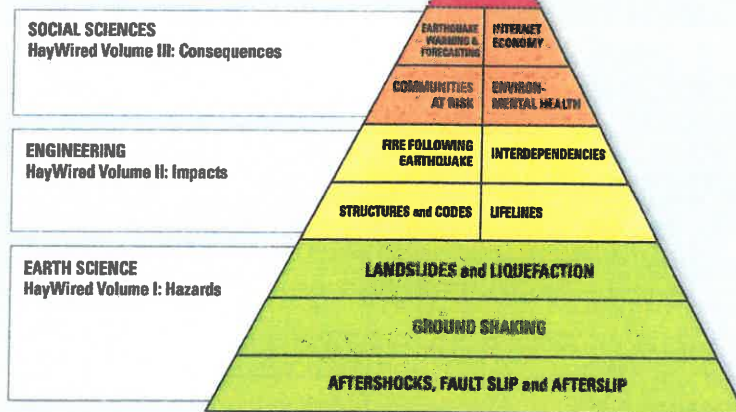 SOCIAL SCIENCES
HayWired Volume III: Consequences
EARTHQUAKE
WARNING &
FORECASTING
INTERNET
ECONOMY
COMMUNITIES
AT RISK
ENVIRON-
MENTAL HEALTH
ENGINEERING
HayWired Volume II: Impacts
FIRE FOLLOWING
EARTHQUAKE
INTERDEPENDENCIES
STRUCTURES and CODES
LIFELINES
EARTH SCIENCE
HayWired Volume I: Hazards
LANDSLIDES and LIQUEFACTION
GROUND SHAKING
AFTERSHOCKS, FAULT SLIP and AFTERSLIP